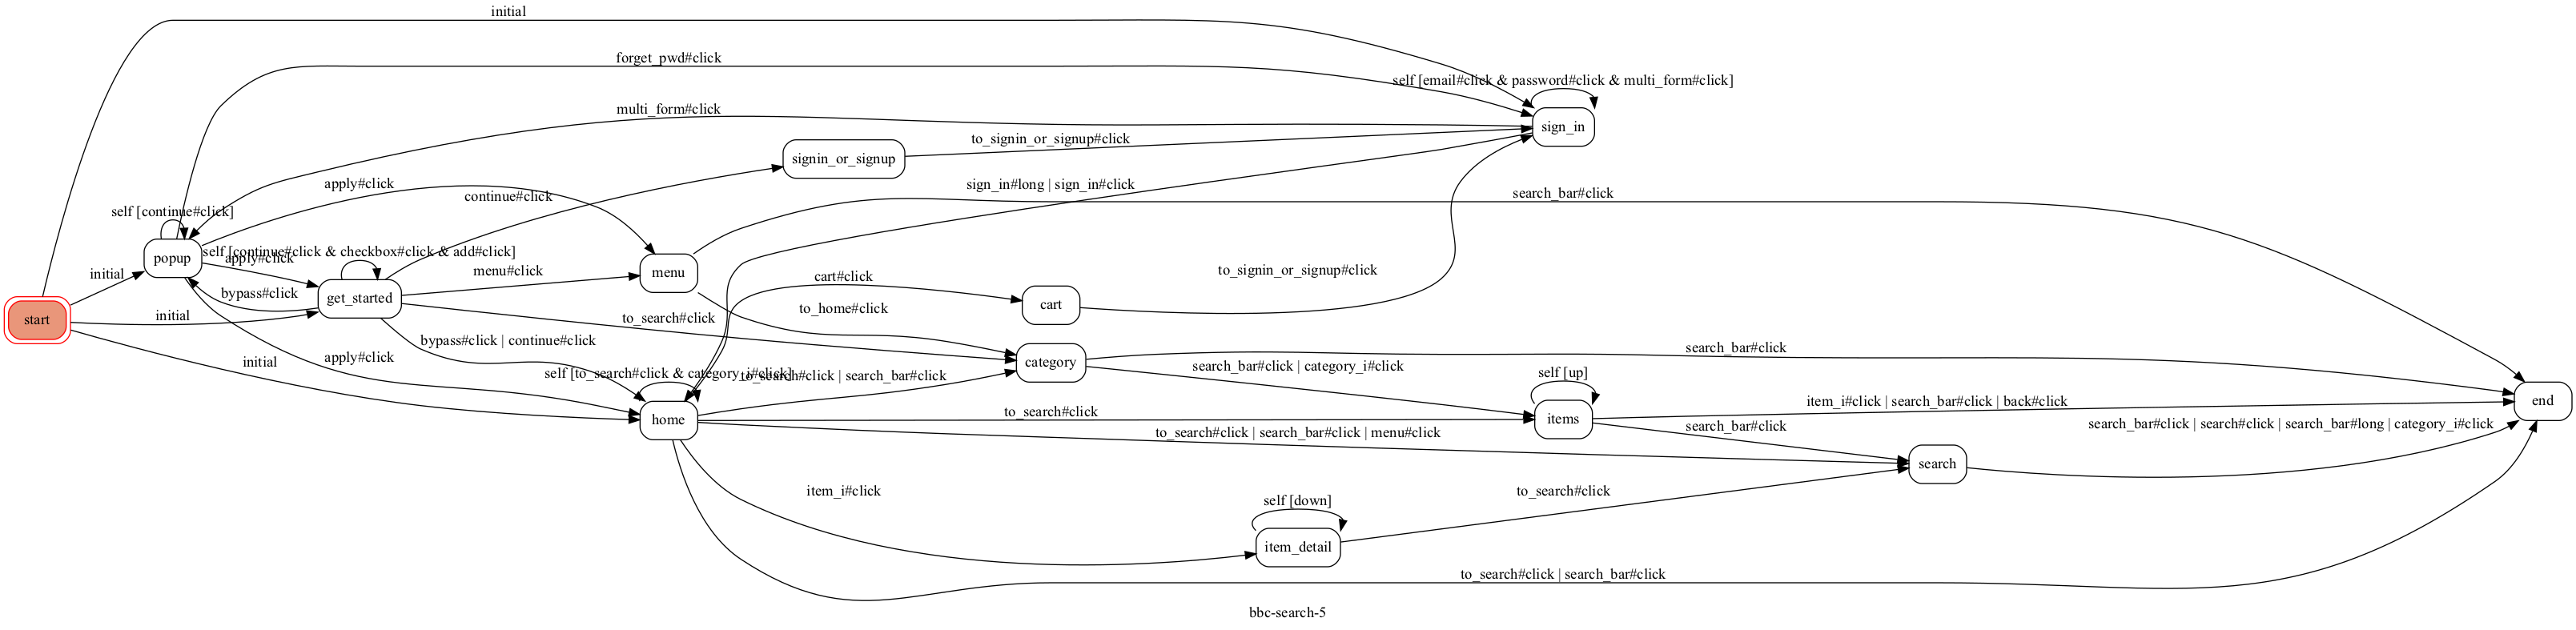 initial
forget_pwd#click
self [email#click & password#click & multi_form#click]
multi_form#click
sign_in
to_signin_or_signup#click
signin_or_signup
apply#click
sign_in#long | sign_in#click
continue#click
search_bar#click
self [continue#click]
self [continue#click & checkbox#click & add#click]
popup
apply#click
menu#click
menu
to_signin_or_signup#click
initial
cart#click
bypass#click
get_started
cart
to_home#click
start
initial
to_search#click
bypass#click | continue#click
search_bar#click
apply#click
initial
category
search_bar#click | category_i#click
self [to_search#click & category_i#click]
to_search#click | search_bar#click
self [up]
item_i#click | search_bar#click | back#click
end
to_search#click
home
items
search_bar#click
search_bar#click | search#click | search_bar#long | category_i#click
to_search#click | search_bar#click | menu#click
search
item_i#click
to_search#click
self [down]
item_detail
to_search#click | search_bar#click
bbc-search-5